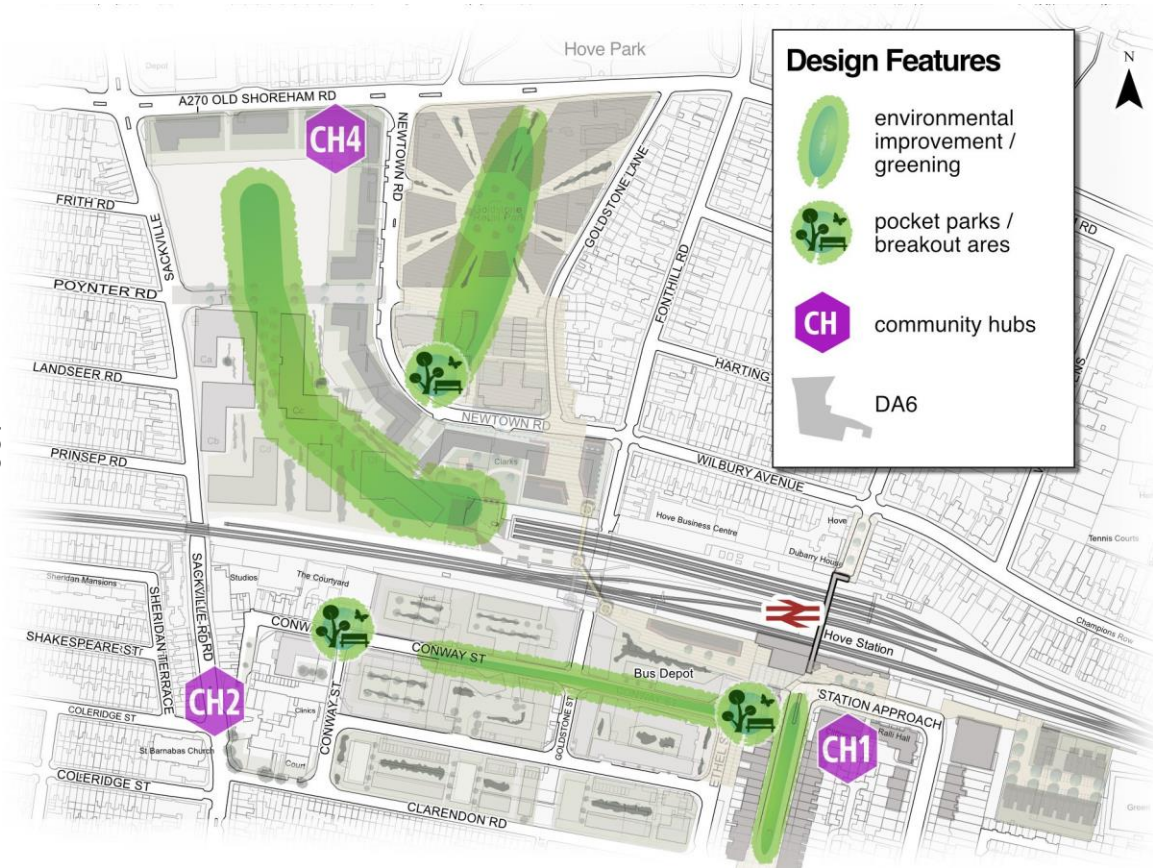 Hove Park
Depot
A270 OLD SHOREHAM RD
CH4
NEWTOWN RD
GOLDSTONE LANE
FRITH RD
SACKVILLE
POYNTER RD
FONTHILL RD
LANDSEER RD
HARTING
NEWTOWN RD
PRINSEP RD
Clarks
WILBURY AVENUE
Hove Business Centre
Hove
Dubarry House
Tennis Courts
Sheridan Mansions
SHERIDAN TERRACE
SACKVILLE RD
Studios
The Courtyard
Yard
Champions Row
SHAKESPEARE ST
CONWAY ST
Hove Station
Bus Depot
CH2
COLERIDGE ST
CONWAY ST
Clinics
GOLDSTONE ST
STATION APPROACH
Ralli Hall
CH1
St Barnabas Church
Court
COLERIDGE ST
CLARENDON RD
Design Features
environmental
improvement /
greening
pocket parks /
breakout ares
CH
community hubs
DA6
N